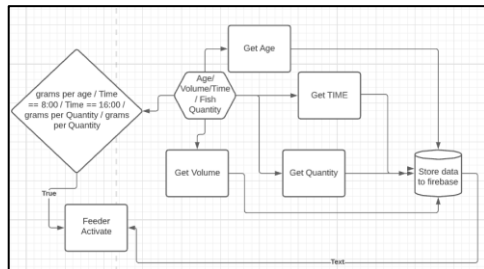 Get Age
grams per age / Time
== 8:00 / Time == 16:00 /
grams per Quantity / grams
per Quantity
Age/
Volume/Time
/ Fish
Quantity
Get TIME
Get Volume
Get Quantity
Store data
to firebase
True
Feeder
Activate
Text